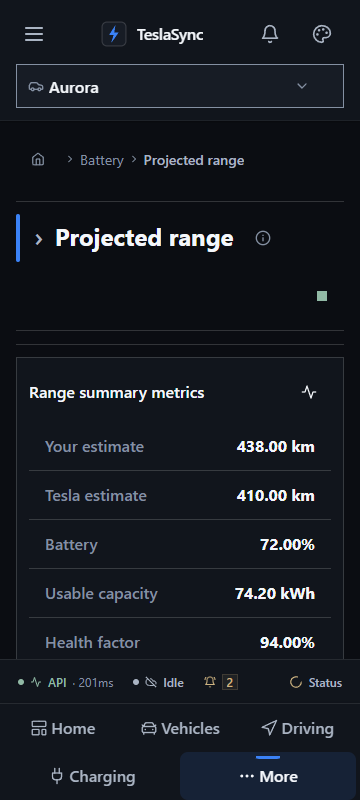 TeslaSync
Aurora
Battery
Projected range
Projected range
Range summary metrics
Your estimate 438.00 km
Tesla estimate 410.00 km
Battery 72.00%
Usable capacity 74.20 kWh
Health factor 94.00%
API · 201ms Idle 2 Status
Home Vehicles Driving
Charging More